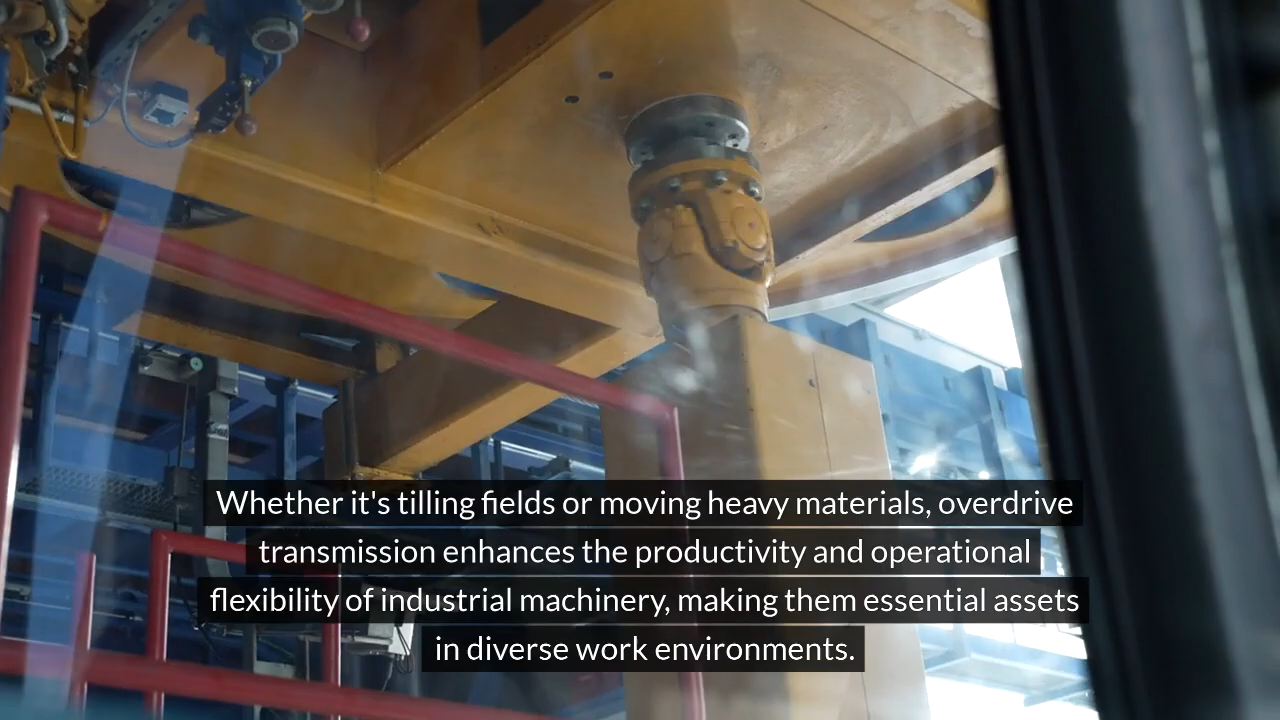 Whether it's tilling fields or moving heavy materials, overdrive
transmission enhances the productivity and operational
flexibility of industrial machinery, making them essential assets
in diverse work environments.